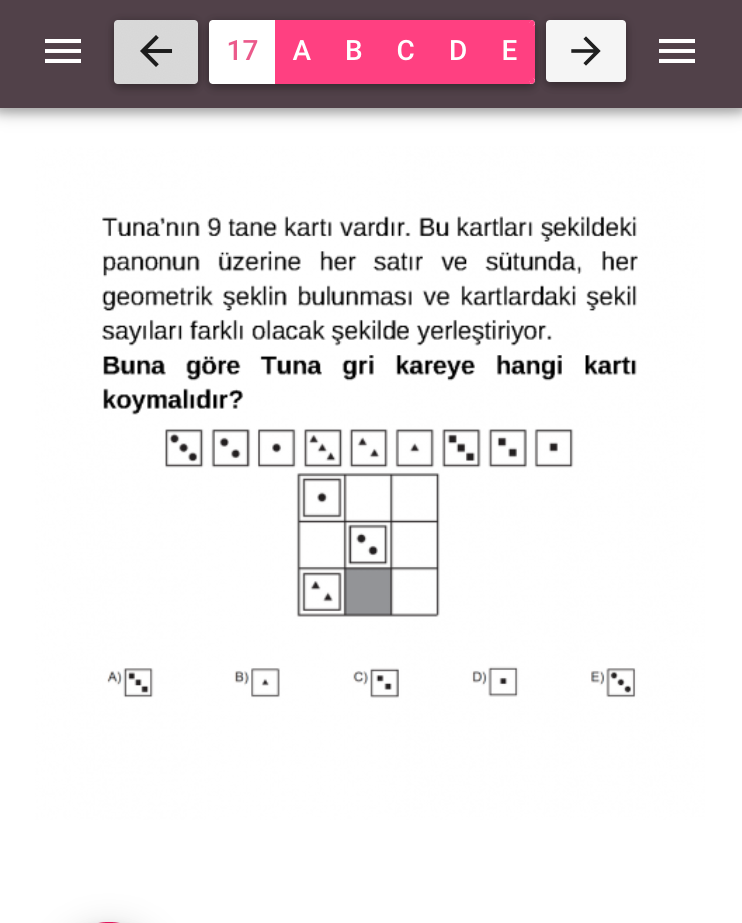 17 A B C D E
Tuna'nın 9 tane kartı vardır. Bu kartları şekildeki
panonun üzerine her satır ve sütunda, her
geometrik şeklin bulunması ve kartlardaki şekil
sayıları farklı olacak şekilde yerleştiriyor.
Buna göre Tuna gri kareye hangi kartı
koymalıdır?
A) B) C) D) E)